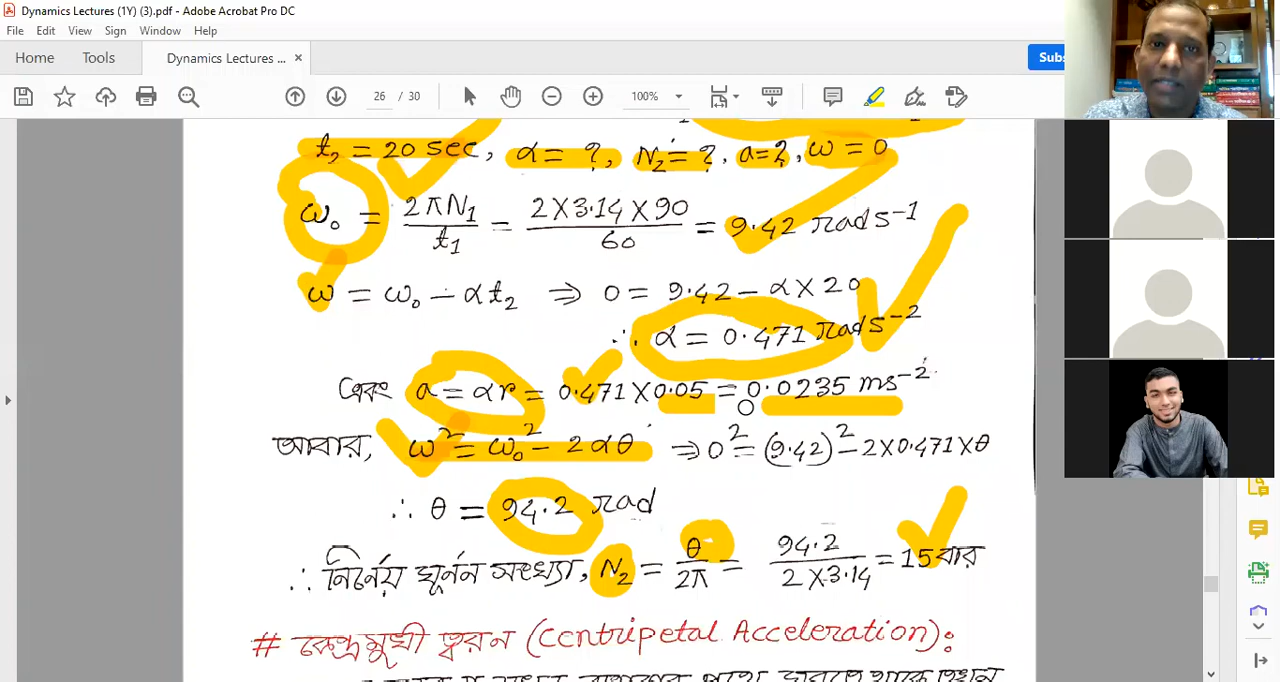 Dynamics Lectures (1Y) (3).pdf - Adobe Acrobat Pro DC
File Edit View Sign Window Help
Home Tools Dynamics Lectures ... ×
26 / 30 100%
t₂ = 20 sec, α = ?, N₂ = ?, a = ?, ω = 0
ω₀ = 2πN₁/t₁ = 2×3.14×90/60 = 9.42 rad s⁻¹
ω = ω₀ − αt₂ ⇒ 0 = 9.42 − α×20
∴ α = 0.471 rad s⁻²
এবং a = αr = 0.471×0.05 = 0.0235 ms⁻²
আবার, ω² = ω₀² − 2αθ ⇒ 0² = (9.42)² − 2×0.471×θ
∴ θ = 94.2 rad
∴ নির্ণেয় ঘূর্ণন সংখ্যা, N₂ = θ/2π = 94.2/2×3.14 = 15 বার
# কেন্দ্রমুখী ত্বরন (Centripetal Acceleration):